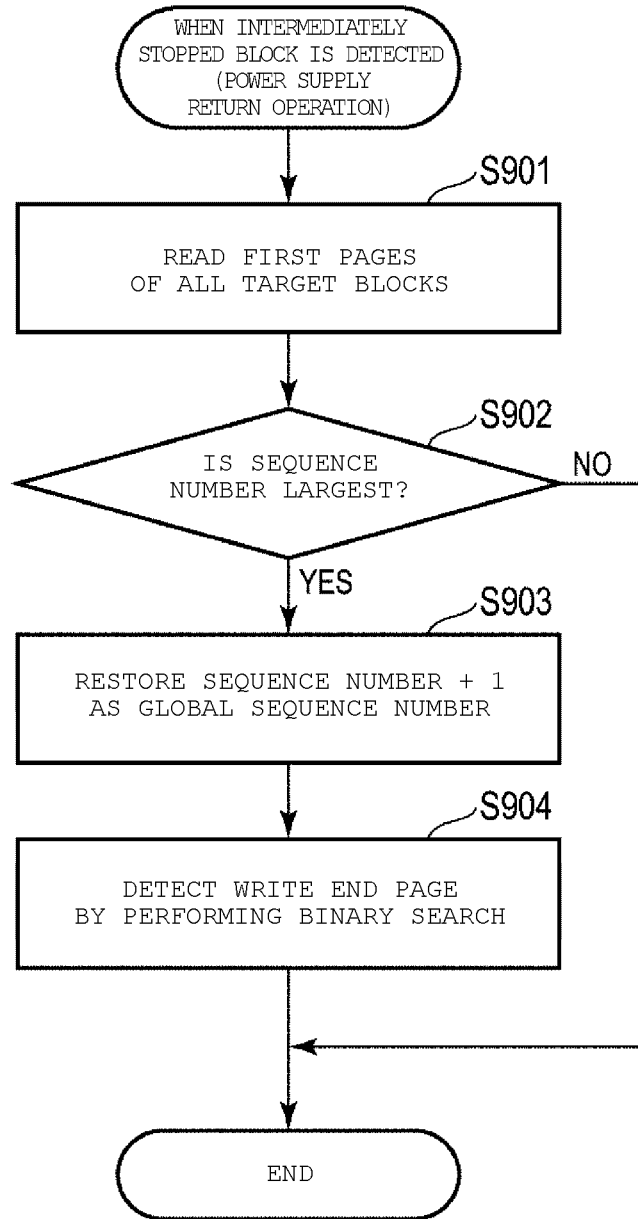 WHEN INTERMEDIATELY
STOPPED BLOCK IS DETECTED
(POWER SUPPLY
RETURN OPERATION)
S901
READ FIRST PAGES
OF ALL TARGET BLOCKS
S902
IS SEQUENCE
NUMBER LARGEST?
NO
YES
S903
RESTORE SEQUENCE NUMBER + 1
AS GLOBAL SEQUENCE NUMBER
S904
DETECT WRITE END PAGE
BY PERFORMING BINARY SEARCH
END